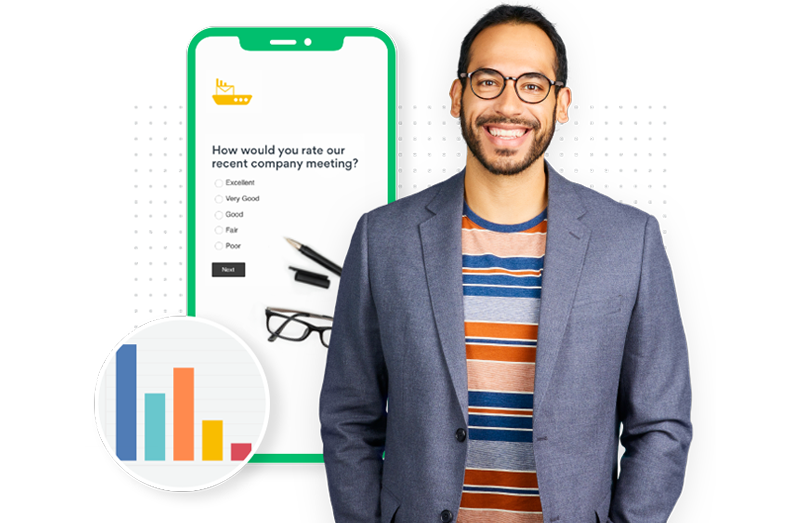 How would you rate our
recent company meeting?
Excellent
Very Good
Good
Fair
Poor
Next